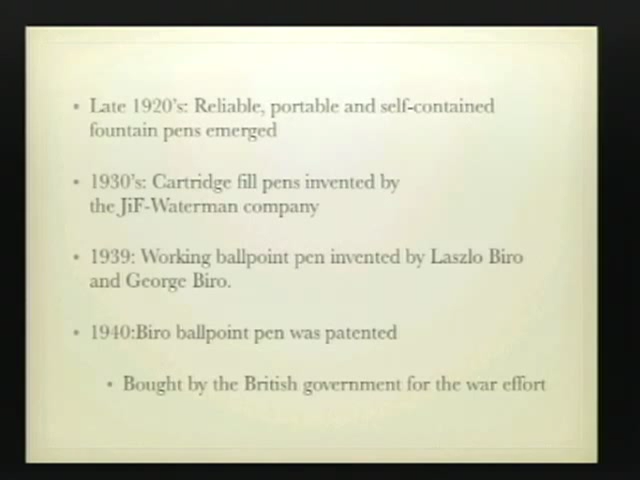 • Late 1920's: Reliable, portable and self-contained
fountain pens emerged
• 1930's: Cartridge fill pens invented by
the JiF-Waterman company
• 1939: Working ballpoint pen invented by Laszlo Biro
and George Biro.
• 1940:Biro ballpoint pen was patented
• Bought by the British government for the war effort